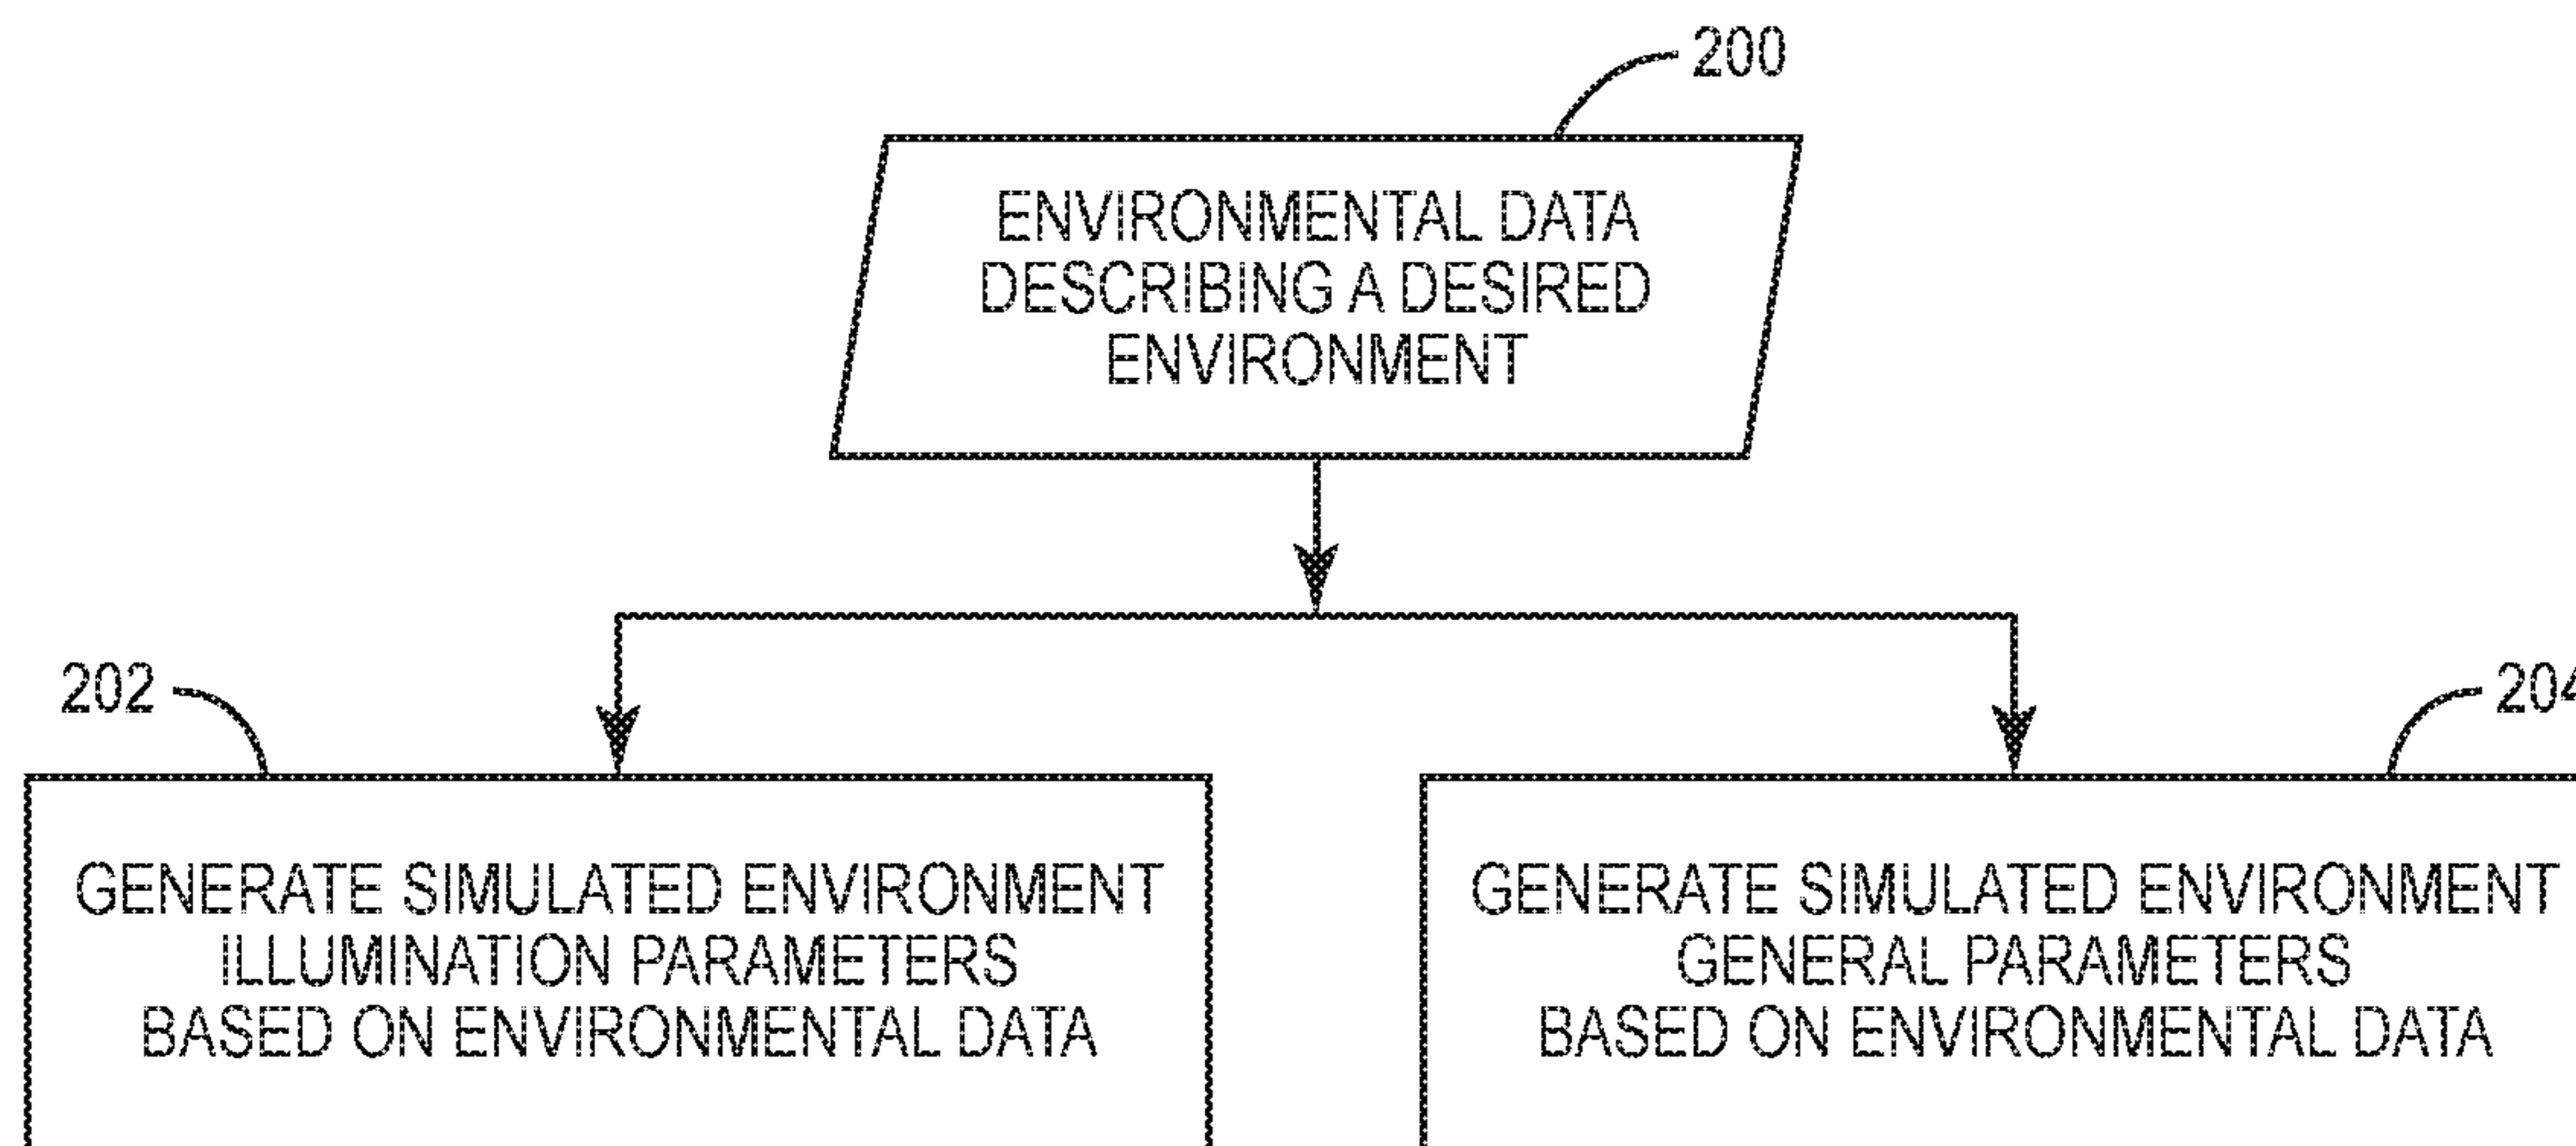 200
ENVIRONMENTAL DATA
DESCRIBING A DESIRED
ENVIRONMENT
202
204
GENERATE SIMULATED ENVIRONMENT
ILLUMINATION PARAMETERS
BASED ON ENVIRONMENTAL DATA
GENERATE SIMULATED ENVIRONMENT
GENERAL PARAMETERS
BASED ON ENVIRONMENTAL DATA